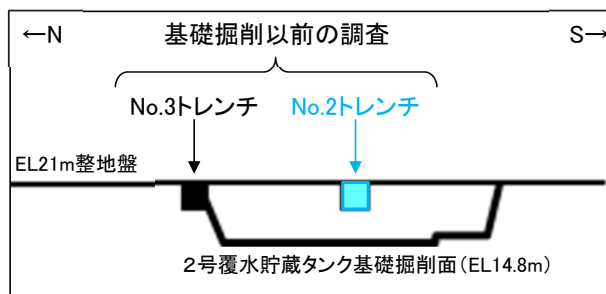 ←N
S→
基礎掘削以前の調査
No.3トレンチ
No.2トレンチ
EL21m整地盤
2号覆水貯蔵タンク基礎掘削面(EL14.8m)